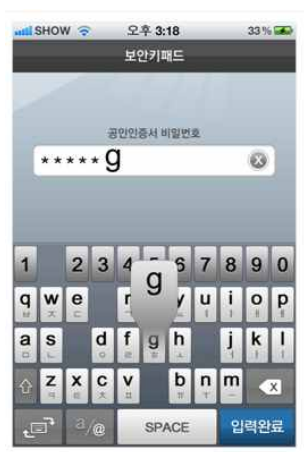 SHOW 오후 3:18 33%
보안키패드
공인인증서 비밀번호
*****g
1 2 3 4 6 7 8 9 0
g
q w e r y u i o p
ㅂ ㅈ ㄷ ㅑ ㅐ ㅔ
a s d f g h j k l
ㅁ ㄴ ㅇ ㄹ ㅎ ㅗ ㅓ ㅏ ㅣ
z x c v b n m
ㅋ ㅌ ㅊ ㅍ ㅠ ㅜ ㅡ
a/@ SPACE 입력완료